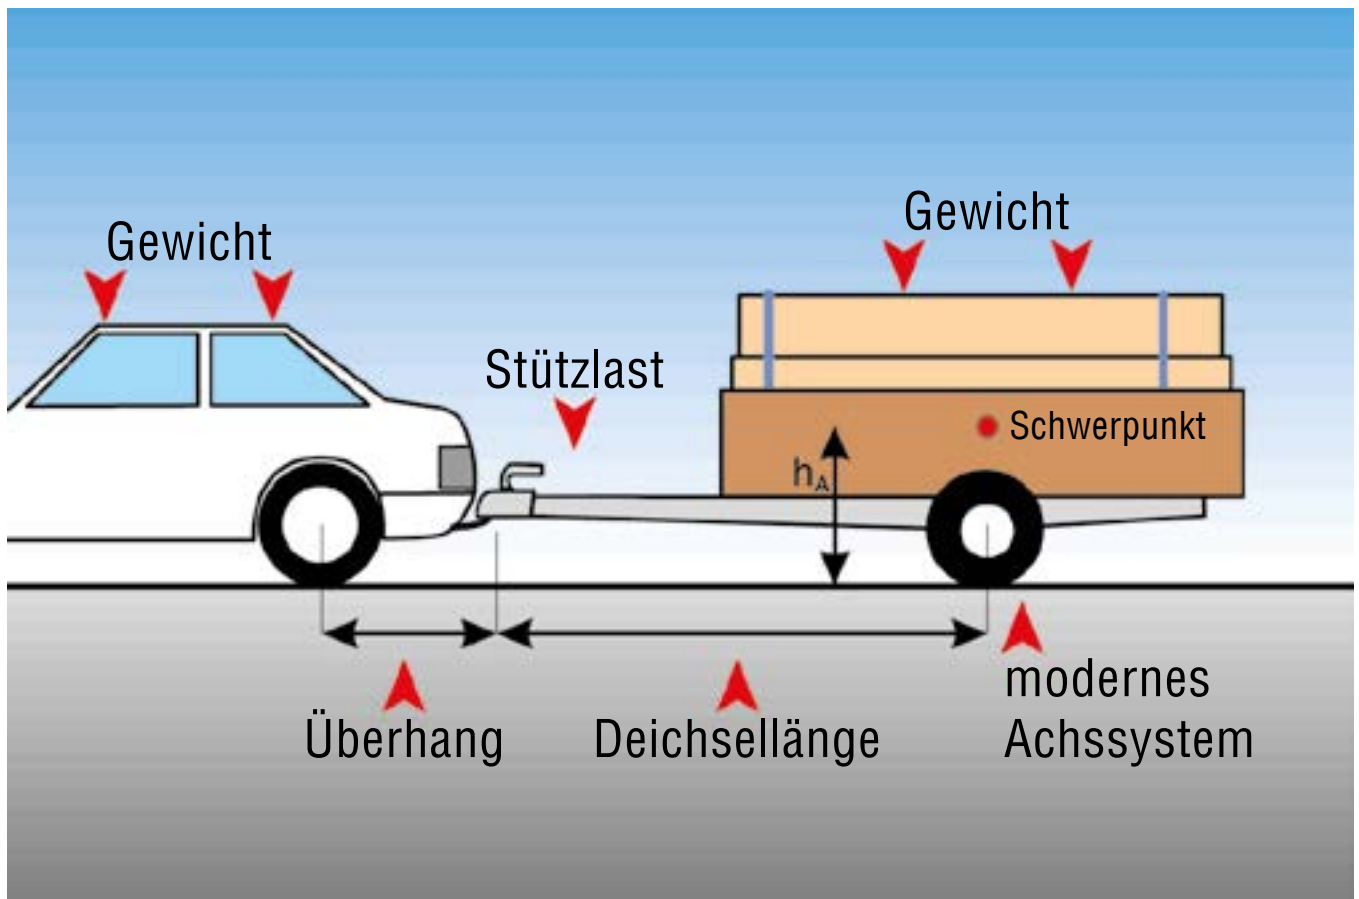 Gewicht
Gewicht
Stützlast
Schwerpunkt
hA
Überhang
Deichsellänge
modernes
Achssystem